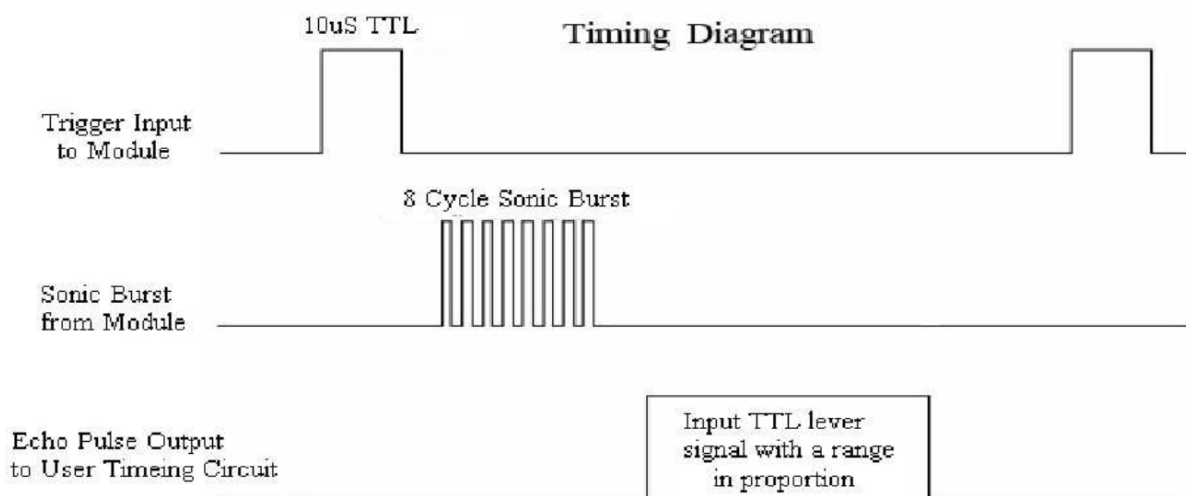 10uS TTL
Timing Diagram
Trigger Input
to Module
8 Cycle Sonic Burst
Sonic Burst
from Module
Echo Pulse Output
to User Timeing Circuit
Input TTL lever
signal with a range
in proportion